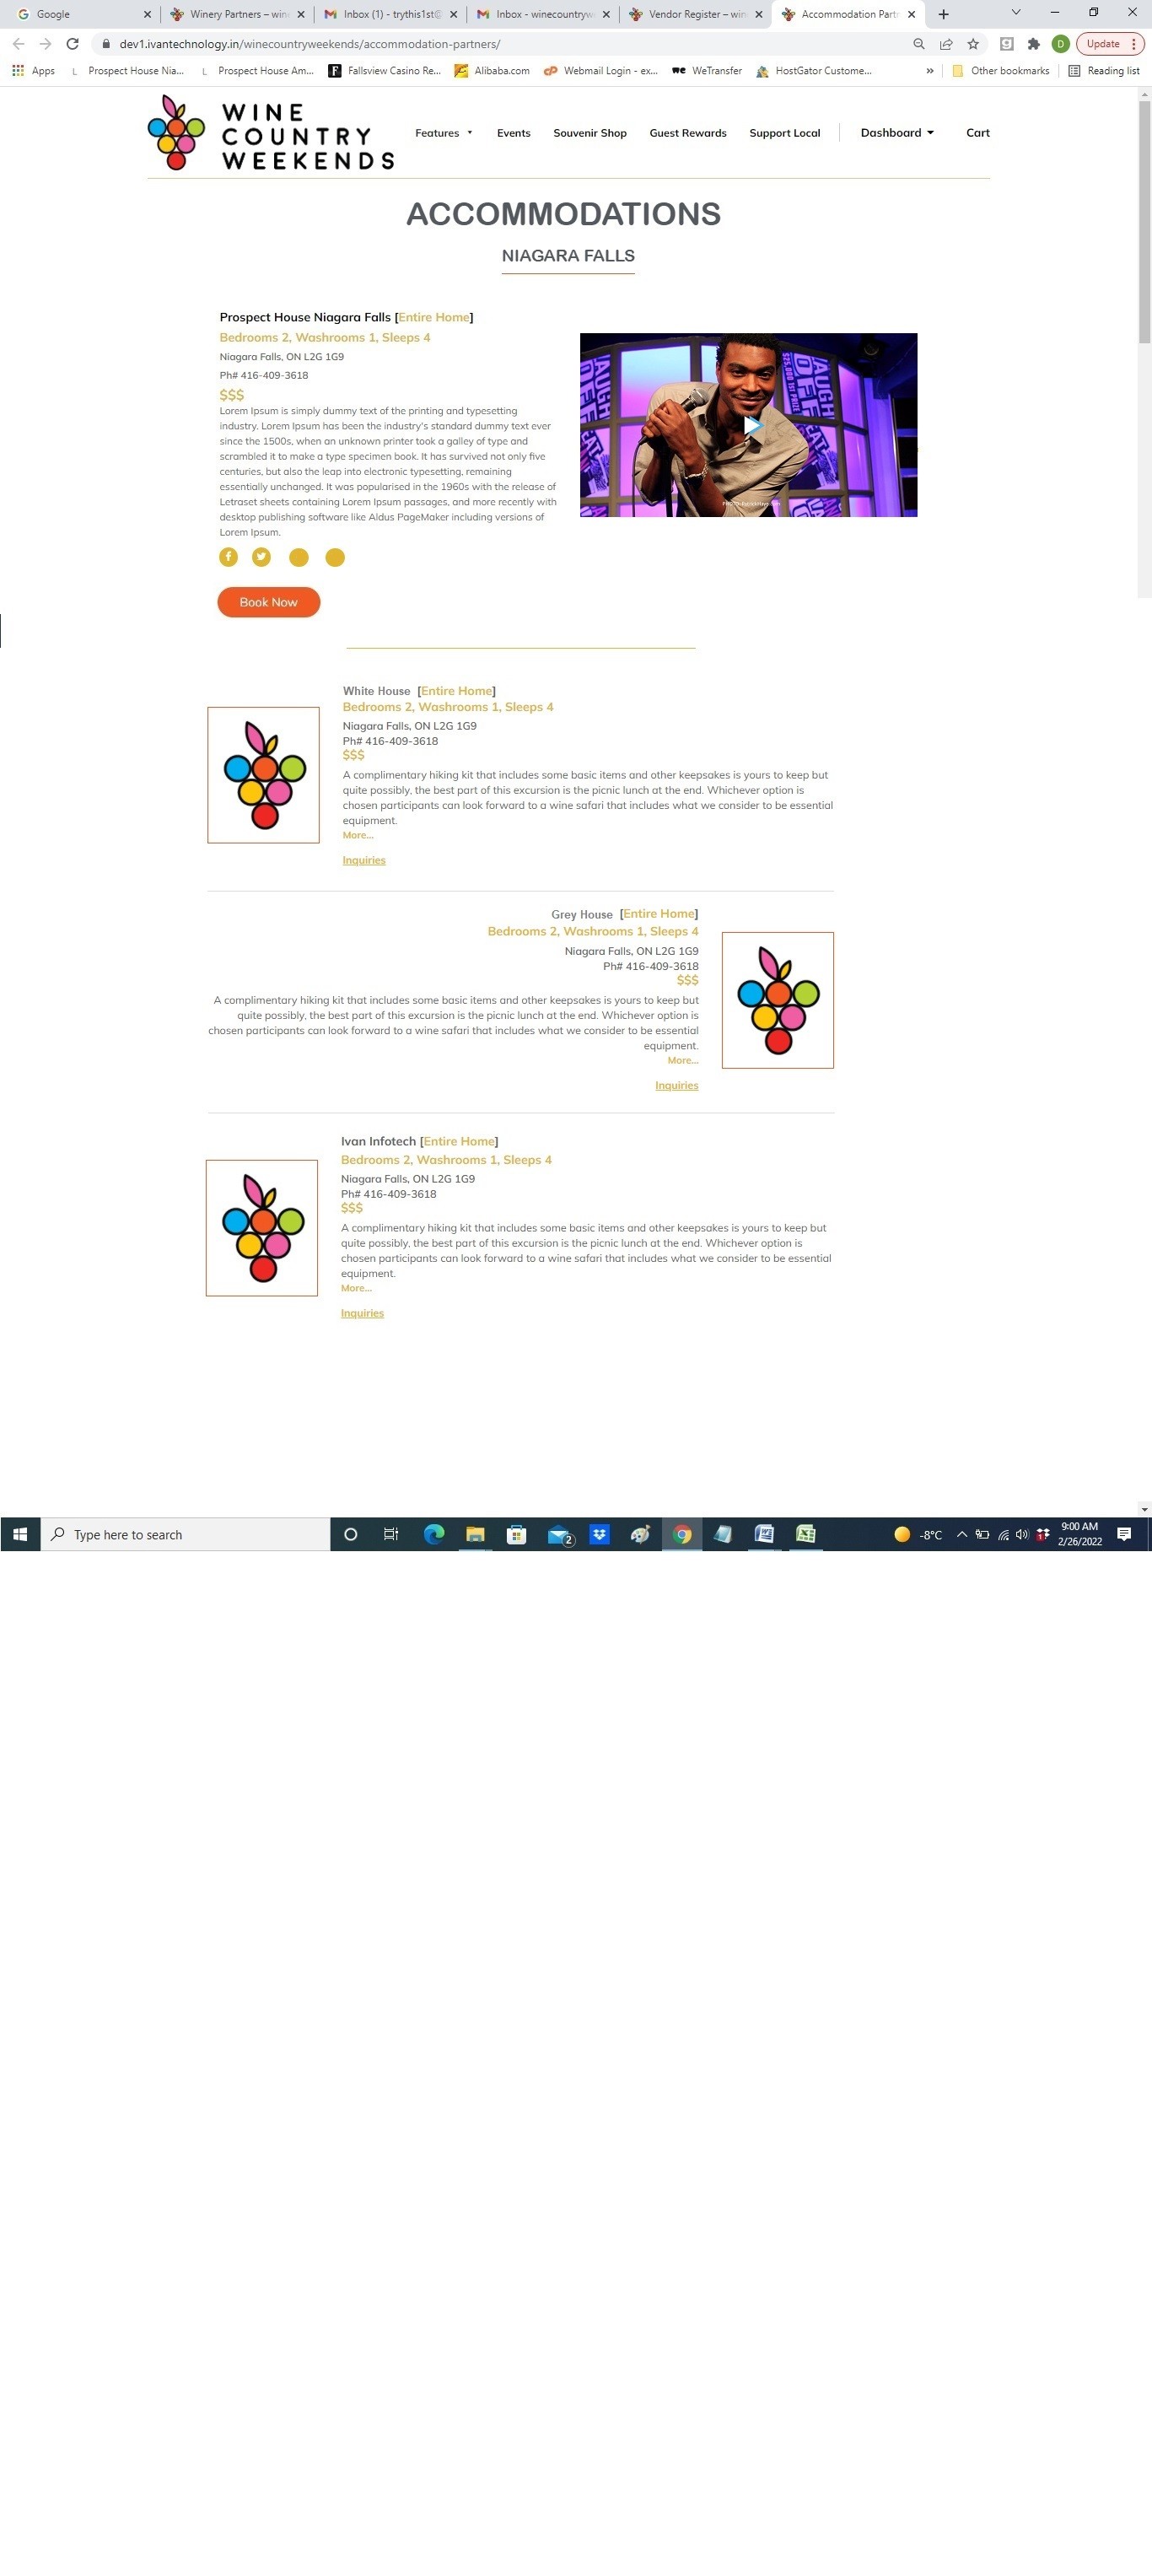 Google
Winery Partners – win
Inbox (1) - trythis1st@
Inbox - winecountryw
Vendor Register – win
Accommodation Part
dev1.ivantechnology.in/winecountryweekends/accommodation-partners/
D
Update
Apps
L Prospect House Nia...
L Prospect House Am...
F Fallsview Casino Re...
Alibaba.com
cP Webmail Login - ex...
we WeTransfer
HostGator Custome...
»
Other bookmarks
Reading list
WINE
COUNTRY
WEEKENDS
Features
Events
Souvenir Shop
Guest Rewards
Support Local
Dashboard
Cart
ACCOMMODATIONS
NIAGARA FALLS
Prospect House Niagara Falls [Entire Home]
Bedrooms 2, Washrooms 1, Sleeps 4
Niagara Falls, ON L2G 1G9
Ph# 416-409-3618
$$$
Lorem Ipsum is simply dummy text of the printing and typesetting
industry. Lorem Ipsum has been the industry's standard dummy text ever
since the 1500s, when an unknown printer took a galley of type and
scrambled it to make a type specimen book. It has survived not only five
centuries, but also the leap into electronic typesetting, remaining
essentially unchanged. It was popularised in the 1960s with the release of
Letraset sheets containing Lorem Ipsum passages, and more recently with
desktop publishing software like Aldus PageMaker including versions of
Lorem Ipsum.
$25,000 1ST
Book Now
White House [Entire Home]
Bedrooms 2, Washrooms 1, Sleeps 4
Niagara Falls, ON L2G 1G9
Ph# 416-409-3618
$$$
A complimentary hiking kit that includes some basic items and other keepsakes is yours to keep but
quite possibly, the best part of this excursion is the picnic lunch at the end. Whichever option is
chosen participants can look forward to a wine safari that includes what we consider to be essential
equipment.
More...
Inquiries
Grey House [Entire Home]
Bedrooms 2, Washrooms 1, Sleeps 4
Niagara Falls, ON L2G 1G9
Ph# 416-409-3618
$$$
A complimentary hiking kit that includes some basic items and other keepsakes is yours to keep but
quite possibly, the best part of this excursion is the picnic lunch at the end. Whichever option is
chosen participants can look forward to a wine safari that includes what we consider to be essential
equipment.
More...
Inquiries
Ivan Infotech [Entire Home]
Bedrooms 2, Washrooms 1, Sleeps 4
Niagara Falls, ON L2G 1G9
Ph# 416-409-3618
$$$
A complimentary hiking kit that includes some basic items and other keepsakes is yours to keep but
quite possibly, the best part of this excursion is the picnic lunch at the end. Whichever option is
chosen participants can look forward to a wine safari that includes what we consider to be essential
equipment.
More...
Inquiries
Type here to search
2
-8°C
9:00 AM
2/26/2022